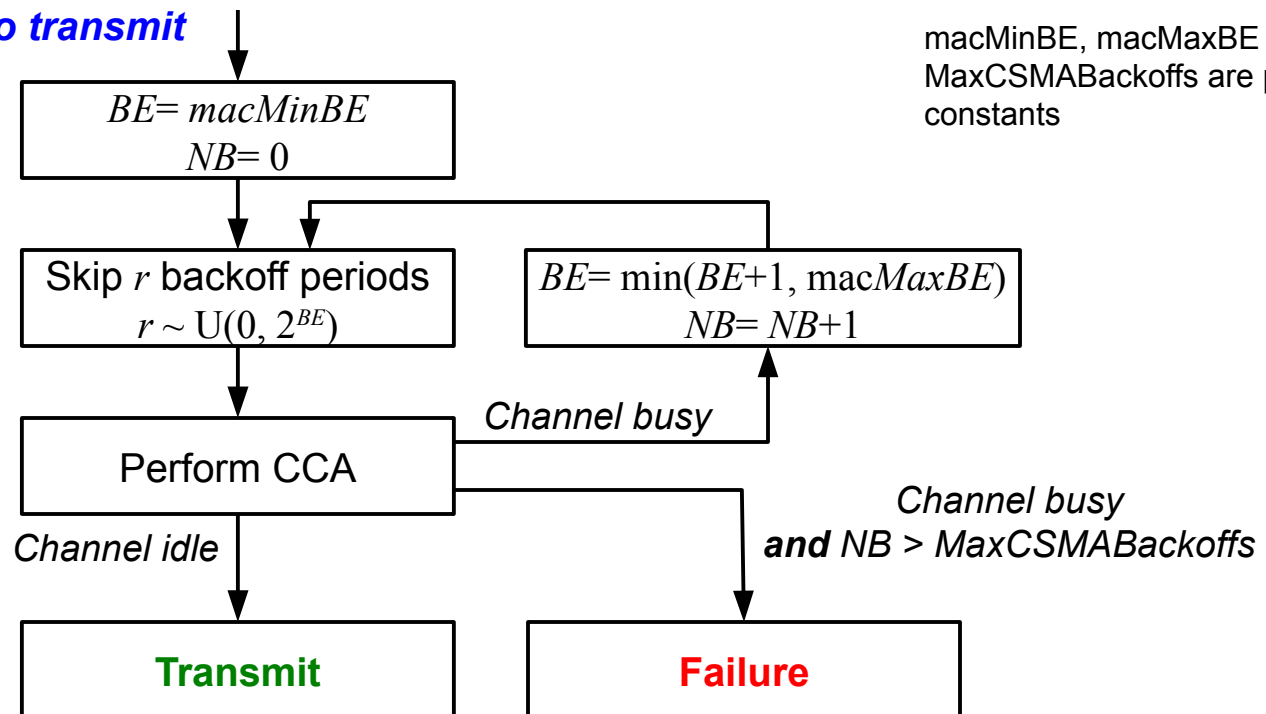 transmit
macMinBE, macMaxBE
MaxCSMABackoffs are
constants
BE= macMinBE
NB= 0
Skip r backoff periods
r ~ U(0, 2^BE)
BE= min(BE+1, macMaxBE)
NB= NB+1
Channel busy
Perform CCA
Channel busy
and NB > MaxCSMABackoffs
Channel idle
Transmit
Failure